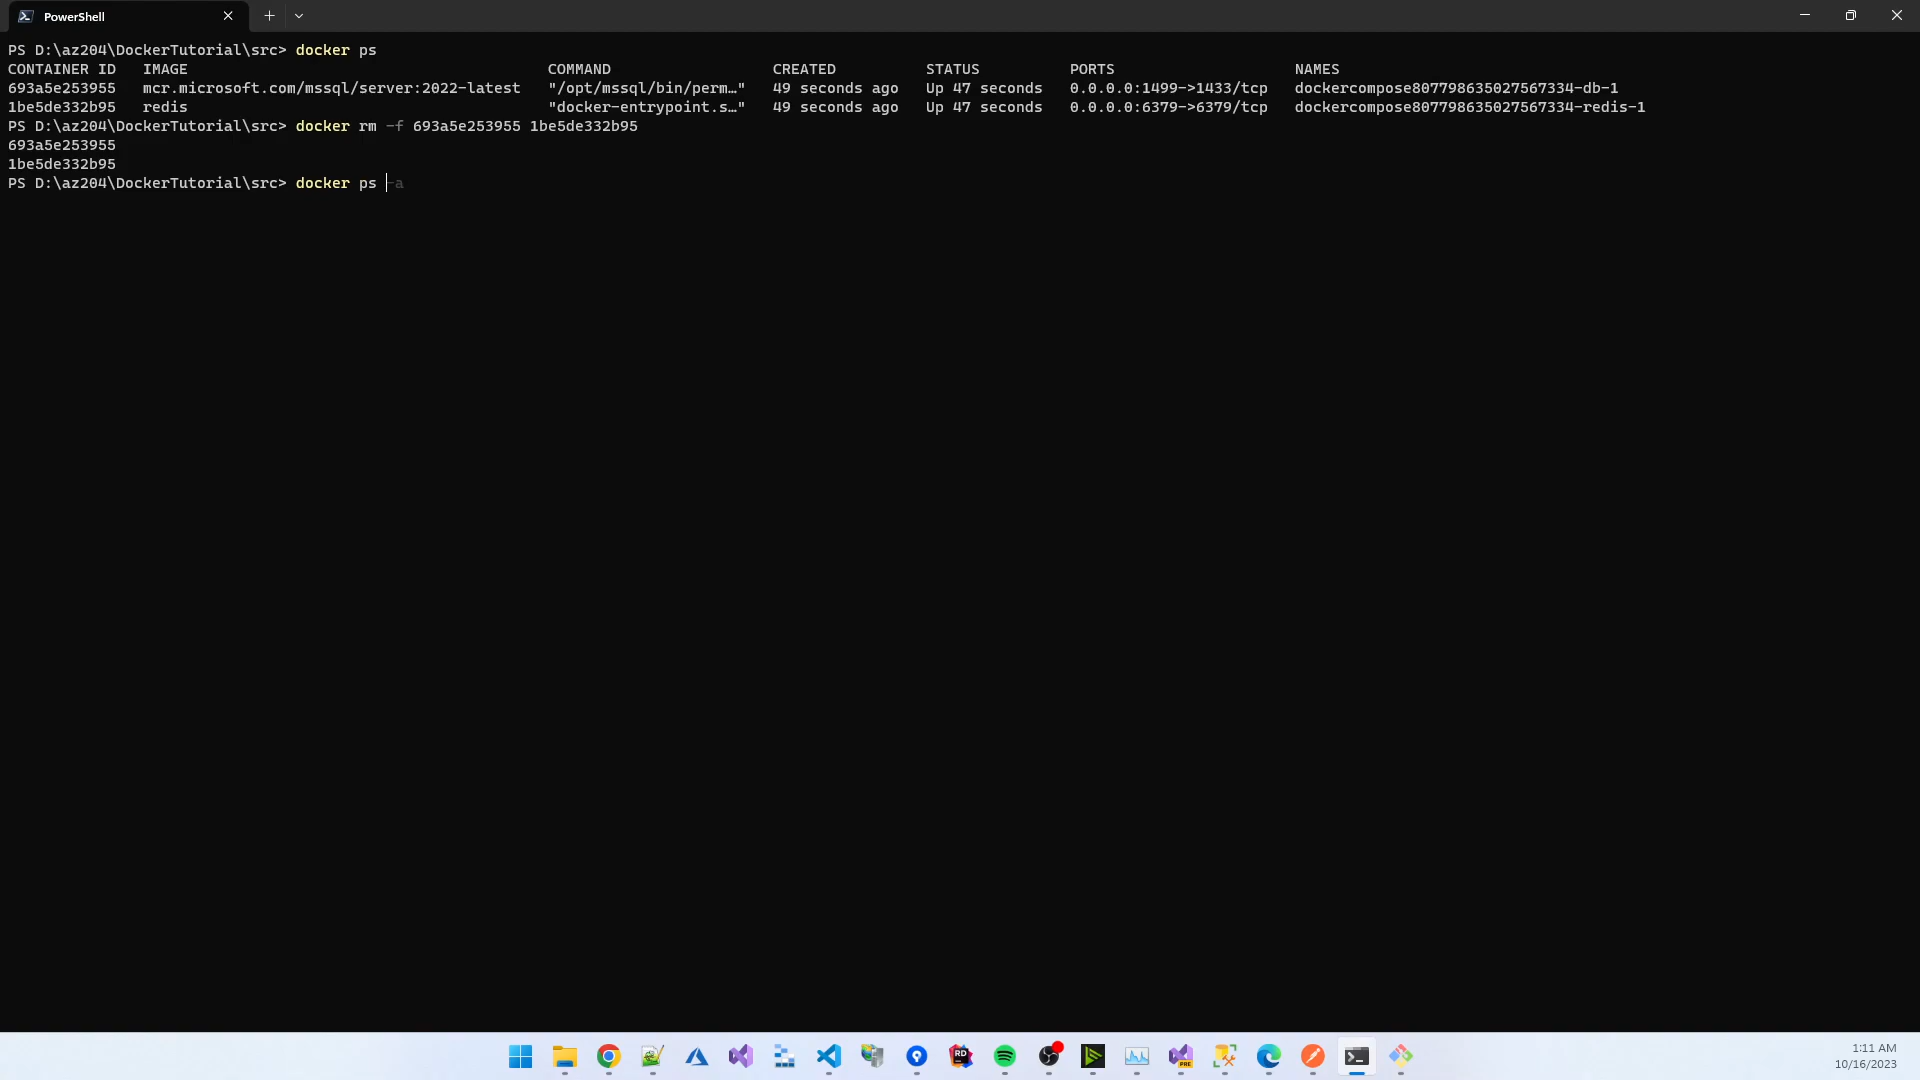 PowerShell
PS D:\az204\DockerTutorial\src> docker ps
CONTAINER ID   IMAGE                                        COMMAND                  CREATED          STATUS          PORTS                    NAMES
693a5e253955   mcr.microsoft.com/mssql/server:2022-latest   "/opt/mssql/bin/perm…"   49 seconds ago   Up 47 seconds   0.0.0.0:1499->1433/tcp   dockercompose807798635027567334-db-1
1be5de332b95   redis                                        "docker-entrypoint.s…"   49 seconds ago   Up 47 seconds   0.0.0.0:6379->6379/tcp   dockercompose807798635027567334-redis-1
PS D:\az204\DockerTutorial\src> docker rm -f 693a5e253955 1be5de332b95
693a5e253955
1be5de332b95
PS D:\az204\DockerTutorial\src> docker ps -a
RD
PRE
1:11 AM
10/16/2023